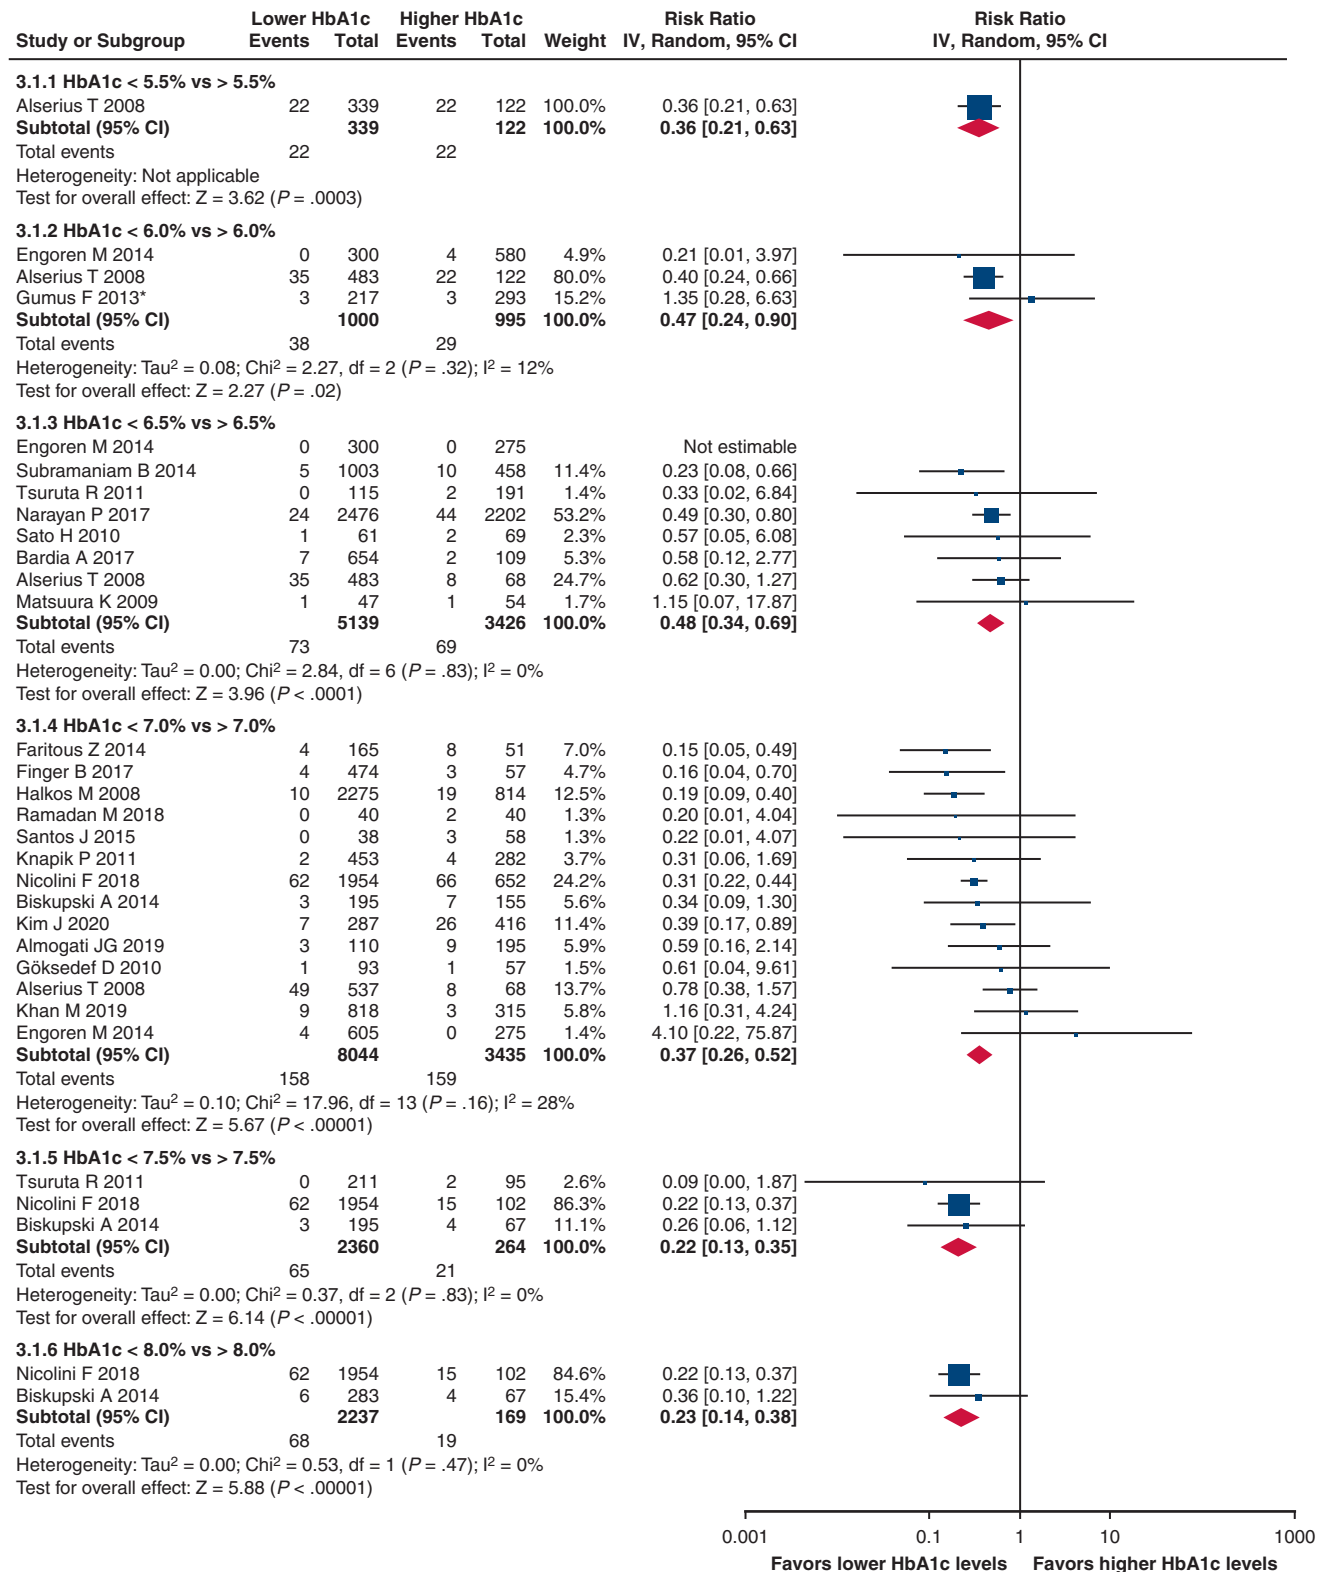 Lower HbA1c Higher HbA1c Risk Ratio Risk Ratio
Study or Subgroup Events Total Events Total Weight IV, Random, 95% CI IV, Random, 95% CI
3.1.1 HbA1c < 5.5% vs > 5.5%
Alserius T 2008 22 339 22 122 100.0% 0.36 [0.21, 0.63]
Subtotal (95% CI) 339 122 100.0% 0.36 [0.21, 0.63]
Total events 22 22
Heterogeneity: Not applicable
Test for overall effect: Z = 3.62 (P = .0003)
3.1.2 HbA1c < 6.0% vs > 6.0%
Engoren M 2014 0 300 4 580 4.9% 0.21 [0.01, 3.97]
Alserius T 2008 35 483 22 122 80.0% 0.40 [0.24, 0.66]
Gumus F 2013* 3 217 3 293 15.2% 1.35 [0.28, 6.63]
Subtotal (95% CI) 1000 995 100.0% 0.47 [0.24, 0.90]
Total events 38 29
Heterogeneity: Tau² = 0.08; Chi² = 2.27, df = 2 (P = .32); I² = 12%
Test for overall effect: Z = 2.27 (P = .02)
3.1.3 HbA1c < 6.5% vs > 6.5%
Engoren M 2014 0 300 0 275 Not estimable
Subramaniam B 2014 5 1003 10 458 11.4% 0.23 [0.08, 0.66]
Tsuruta R 2011 0 115 2 191 1.4% 0.33 [0.02, 6.84]
Narayan P 2017 24 2476 44 2202 53.2% 0.49 [0.30, 0.80]
Sato H 2010 1 61 2 69 2.3% 0.57 [0.05, 6.08]
Bardia A 2017 7 654 2 109 5.3% 0.58 [0.12, 2.77]
Alserius T 2008 35 483 8 68 24.7% 0.62 [0.30, 1.27]
Matsuura K 2009 1 47 1 54 1.7% 1.15 [0.07, 17.87]
Subtotal (95% CI) 5139 3426 100.0% 0.48 [0.34, 0.69]
Total events 73 69
Heterogeneity: Tau² = 0.00; Chi² = 2.84, df = 6 (P = .83); I² = 0%
Test for overall effect: Z = 3.96 (P < .0001)
3.1.4 HbA1c < 7.0% vs > 7.0%
Faritous Z 2014 4 165 8 51 7.0% 0.15 [0.05, 0.49]
Finger B 2017 4 474 3 57 4.7% 0.16 [0.04, 0.70]
Halkos M 2008 10 2275 19 814 12.5% 0.19 [0.09, 0.40]
Ramadan M 2018 0 40 2 40 1.3% 0.20 [0.01, 4.04]
Santos J 2015 0 38 3 58 1.3% 0.22 [0.01, 4.07]
Knapik P 2011 2 453 4 282 3.7% 0.31 [0.06, 1.69]
Nicolini F 2018 62 1954 66 652 24.2% 0.31 [0.22, 0.44]
Biskupski A 2014 3 195 7 155 5.6% 0.34 [0.09, 1.30]
Kim J 2020 7 287 26 416 11.4% 0.39 [0.17, 0.89]
Almogati JG 2019 3 110 9 195 5.9% 0.59 [0.16, 2.14]
Göksedef D 2010 1 93 1 57 1.5% 0.61 [0.04, 9.61]
Alserius T 2008 49 537 8 68 13.7% 0.78 [0.38, 1.57]
Khan M 2019 9 818 3 315 5.8% 1.16 [0.31, 4.24]
Engoren M 2014 4 605 0 275 1.4% 4.10 [0.22, 75.87]
Subtotal (95% CI) 8044 3435 100.0% 0.37 [0.26, 0.52]
Total events 158 159
Heterogeneity: Tau² = 0.10; Chi² = 17.96, df = 13 (P = .16); I² = 28%
Test for overall effect: Z = 5.67 (P < .00001)
3.1.5 HbA1c < 7.5% vs > 7.5%
Tsuruta R 2011 0 211 2 95 2.6% 0.09 [0.00, 1.87]
Nicolini F 2018 62 1954 15 102 86.3% 0.22 [0.13, 0.37]
Biskupski A 2014 3 195 4 67 11.1% 0.26 [0.06, 1.12]
Subtotal (95% CI) 2360 264 100.0% 0.22 [0.13, 0.35]
Total events 65 21
Heterogeneity: Tau² = 0.00; Chi² = 0.37, df = 2 (P = .83); I² = 0%
Test for overall effect: Z = 6.14 (P < .00001)
3.1.6 HbA1c < 8.0% vs > 8.0%
Nicolini F 2018 62 1954 15 102 84.6% 0.22 [0.13, 0.37]
Biskupski A 2014 6 283 4 67 15.4% 0.36 [0.10, 1.22]
Subtotal (95% CI) 2237 169 100.0% 0.23 [0.14, 0.38]
Total events 68 19
Heterogeneity: Tau² = 0.00; Chi² = 0.53, df = 1 (P = .47); I² = 0%
Test for overall effect: Z = 5.88 (P < .00001)
0.001 0.1 1 10 1000
Favors lower HbA1c levels Favors higher HbA1c levels